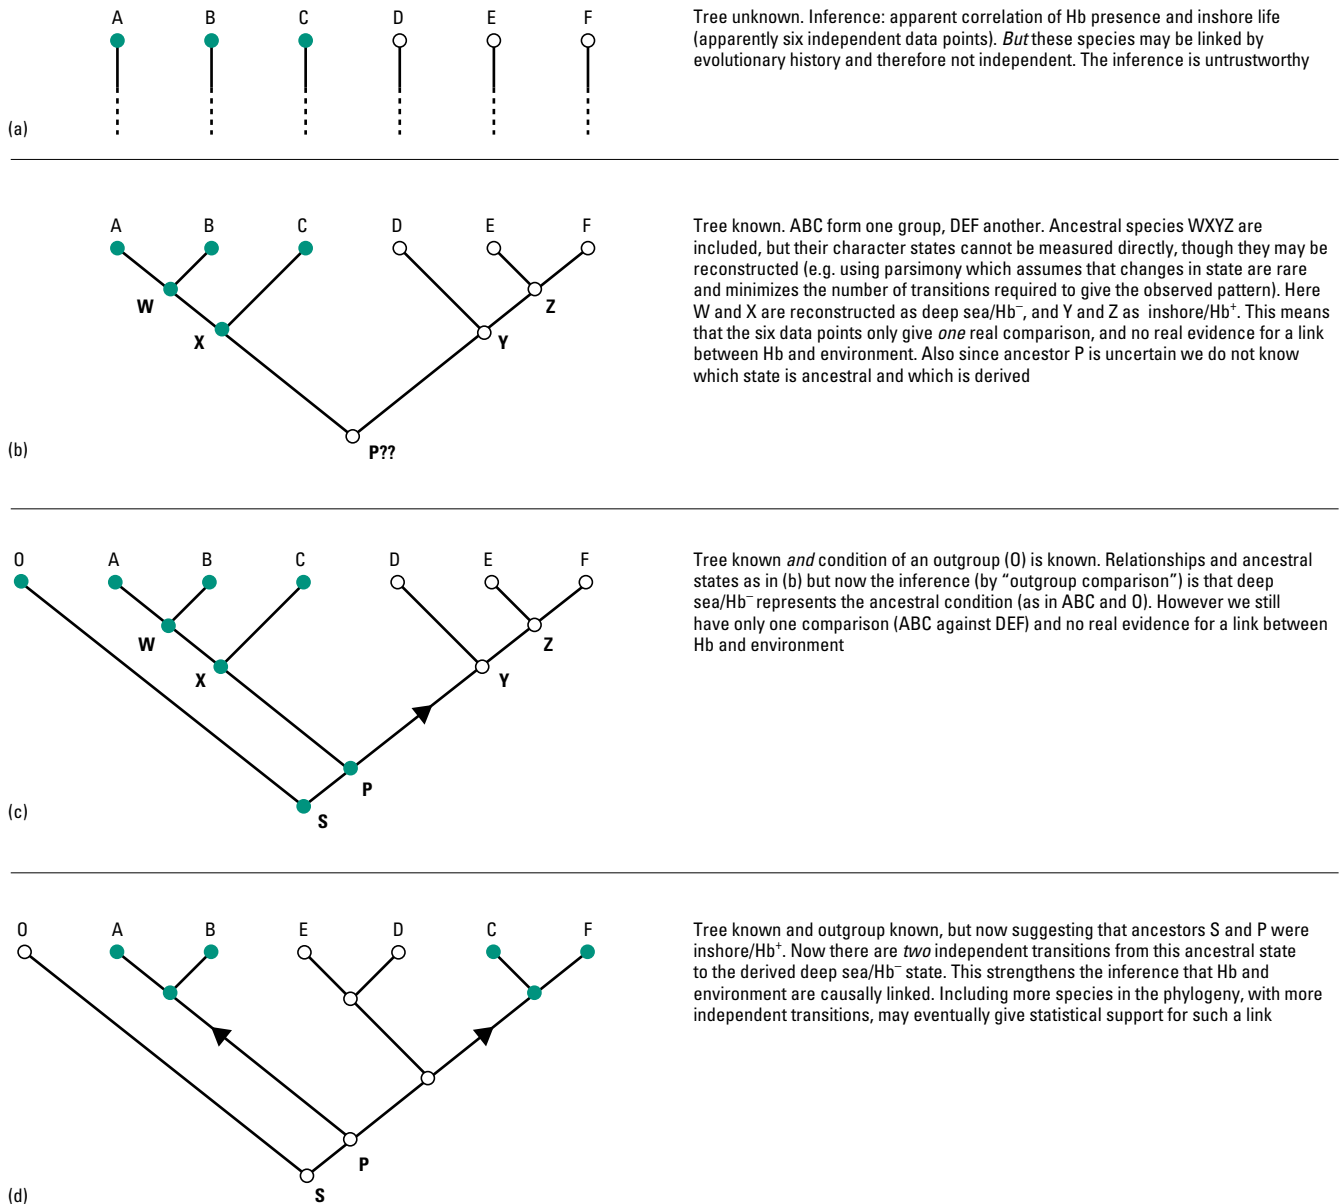 A B C D E F
Tree unknown. Inference: apparent correlation of Hb presence and inshore life
(apparently six independent data points). But these species may be linked by
evolutionary history and therefore not independent. The inference is untrustworthy
(a)
A B C D E F
W
X
Z
Y
P??
Tree known. ABC form one group, DEF another. Ancestral species WXYZ are
included, but their character states cannot be measured directly, though they may be
reconstructed (e.g. using parsimony which assumes that changes in state are rare
and minimizes the number of transitions required to give the observed pattern). Here
W and X are reconstructed as deep sea/Hb⁻, and Y and Z as inshore/Hb⁺. This means
that the six data points only give one real comparison, and no real evidence for a link
between Hb and environment. Also since ancestor P is uncertain we do not know
which state is ancestral and which is derived
(b)
O A B C D E F
W
X
Z
Y
P
S
Tree known and condition of an outgroup (O) is known. Relationships and ancestral
states as in (b) but now the inference (by “outgroup comparison”) is that deep
sea/Hb⁻ represents the ancestral condition (as in ABC and O). However we still
have only one comparison (ABC against DEF) and no real evidence for a link between
Hb and environment
(c)
O A B E D C F
P
S
Tree known and outgroup known, but now suggesting that ancestors S and P were
inshore/Hb⁺. Now there are two independent transitions from this ancestral state
to the derived deep sea/Hb⁻ state. This strengthens the inference that Hb and
environment are causally linked. Including more species in the phylogeny, with more
independent transitions, may eventually give statistical support for such a link
(d)